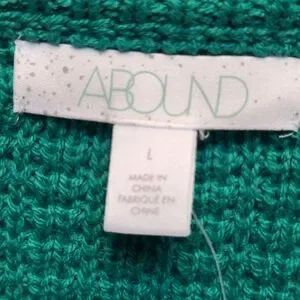 ABOUND
L
MADE IN
CHINA
FABRIQUÉ EN
CHINE